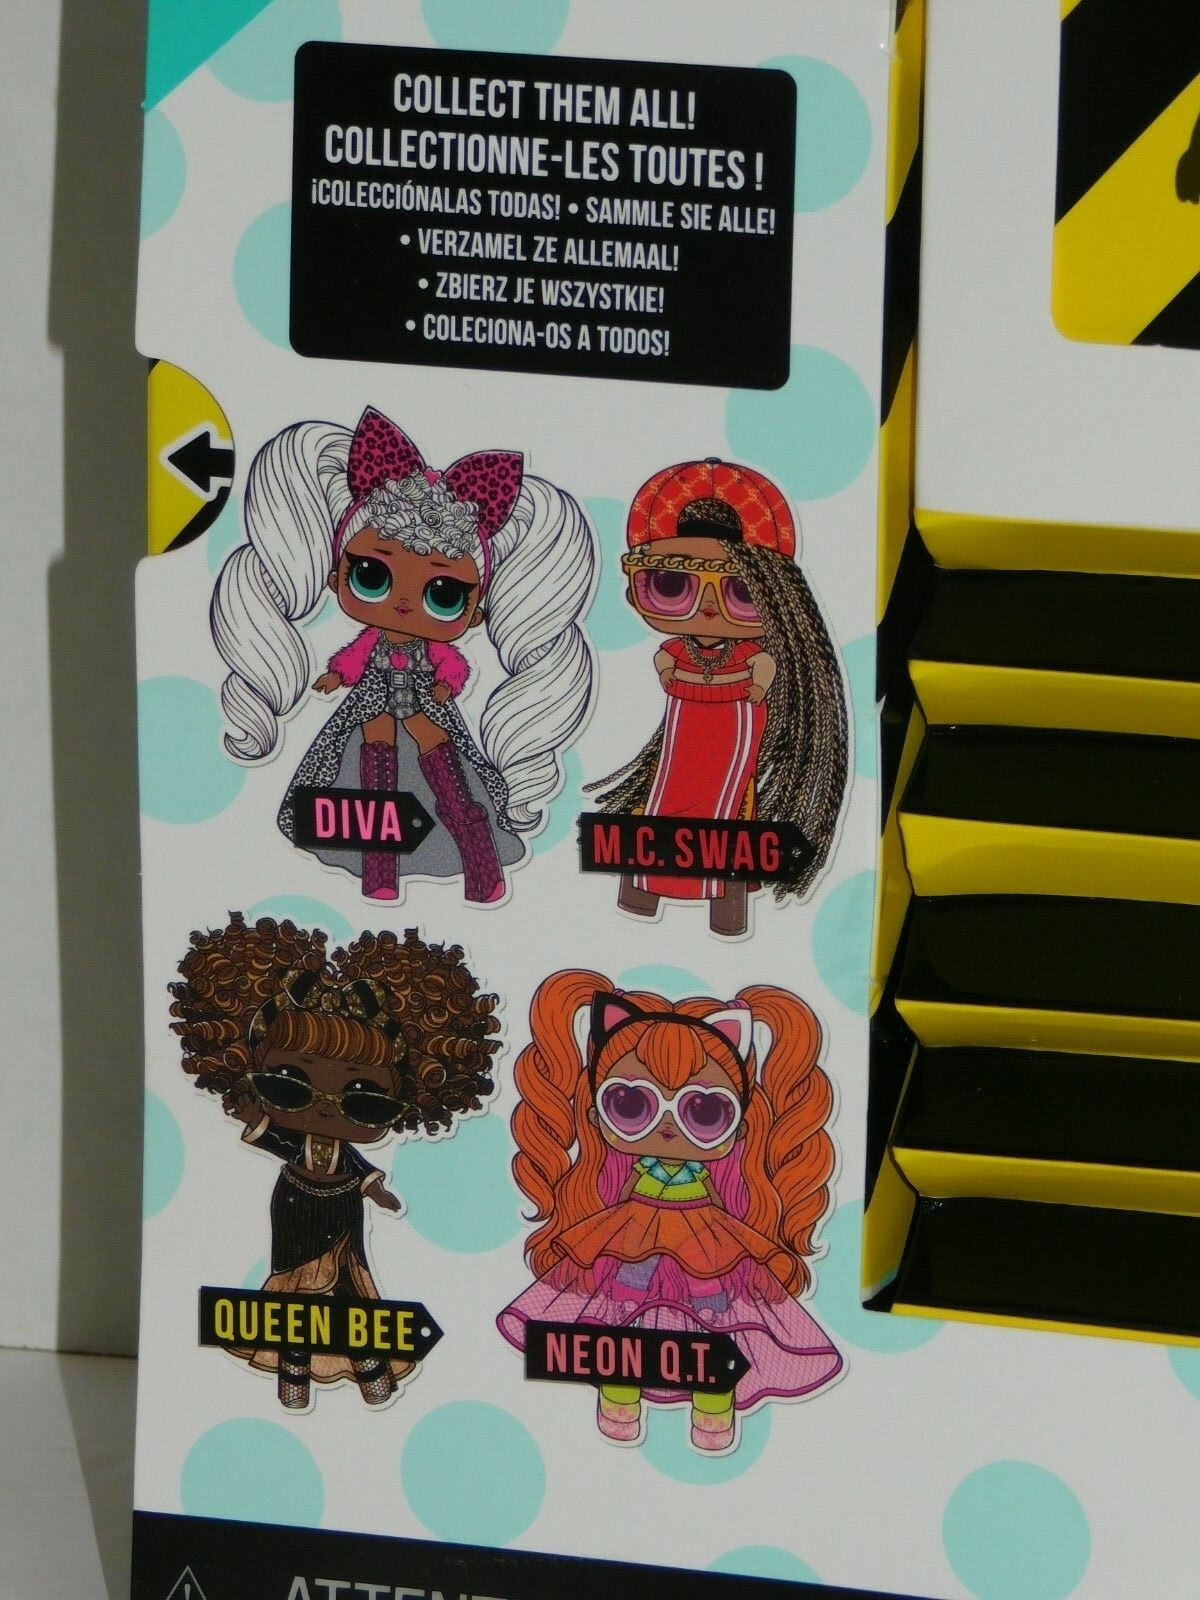 COLLECT THEM ALL!
COLLECTIONNE-LES TOUTES !
¡COLECCIÓNALAS TODAS! • SAMMLE SIE ALLE!
• VERZAMEL ZE ALLEMAAL!
• ZBIERZ JE WSZYSTKIE!
• COLECIONA-OS A TODOS!
DIVA
M.C. SWAG
QUEEN BEE
NEON Q.T.